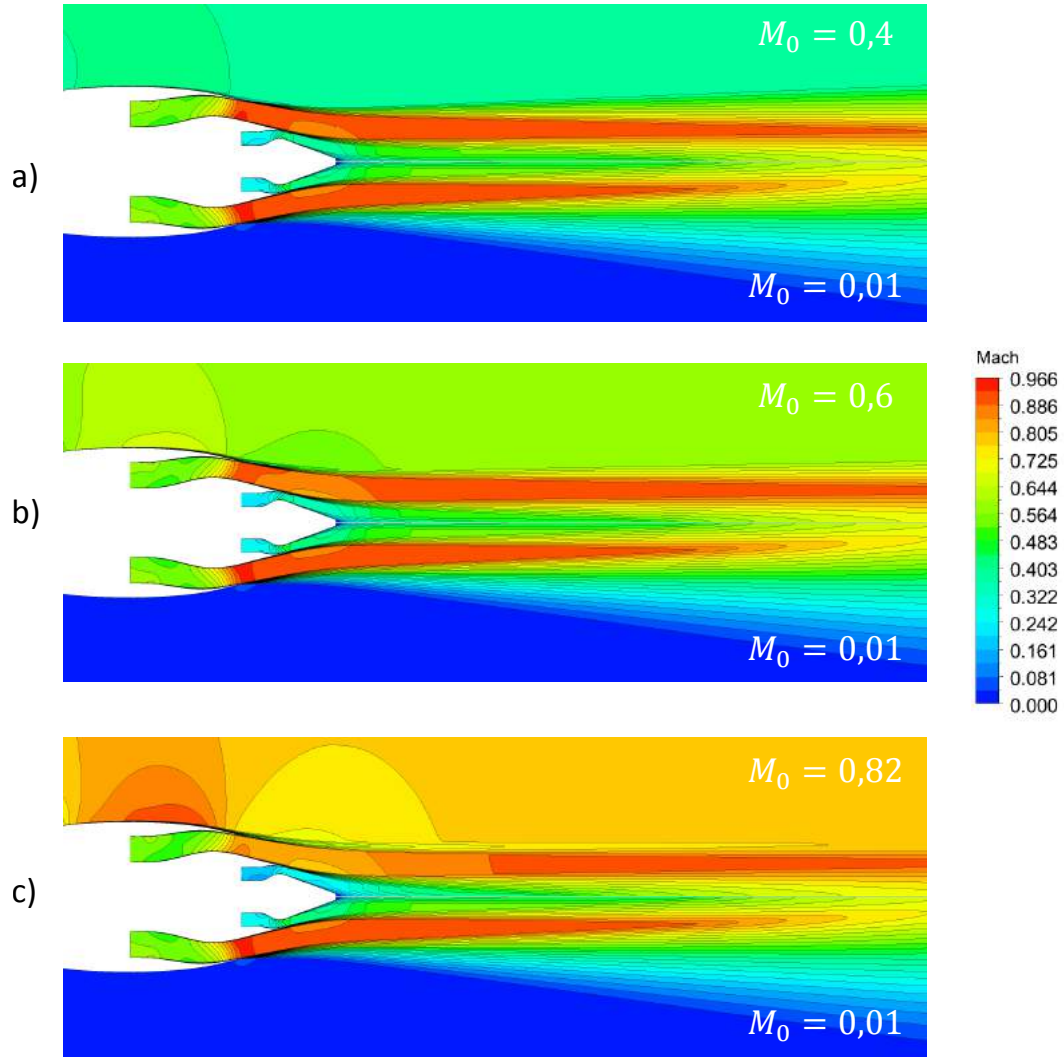 M₀ = 0,4
a)
M₀ = 0,01
M₀ = 0,6
b)
M₀ = 0,01
Mach
0.966
0.886
0.805
0.725
0.644
0.564
0.483
0.403
0.322
0.242
0.161
0.081
0.000
M₀ = 0,82
c)
M₀ = 0,01